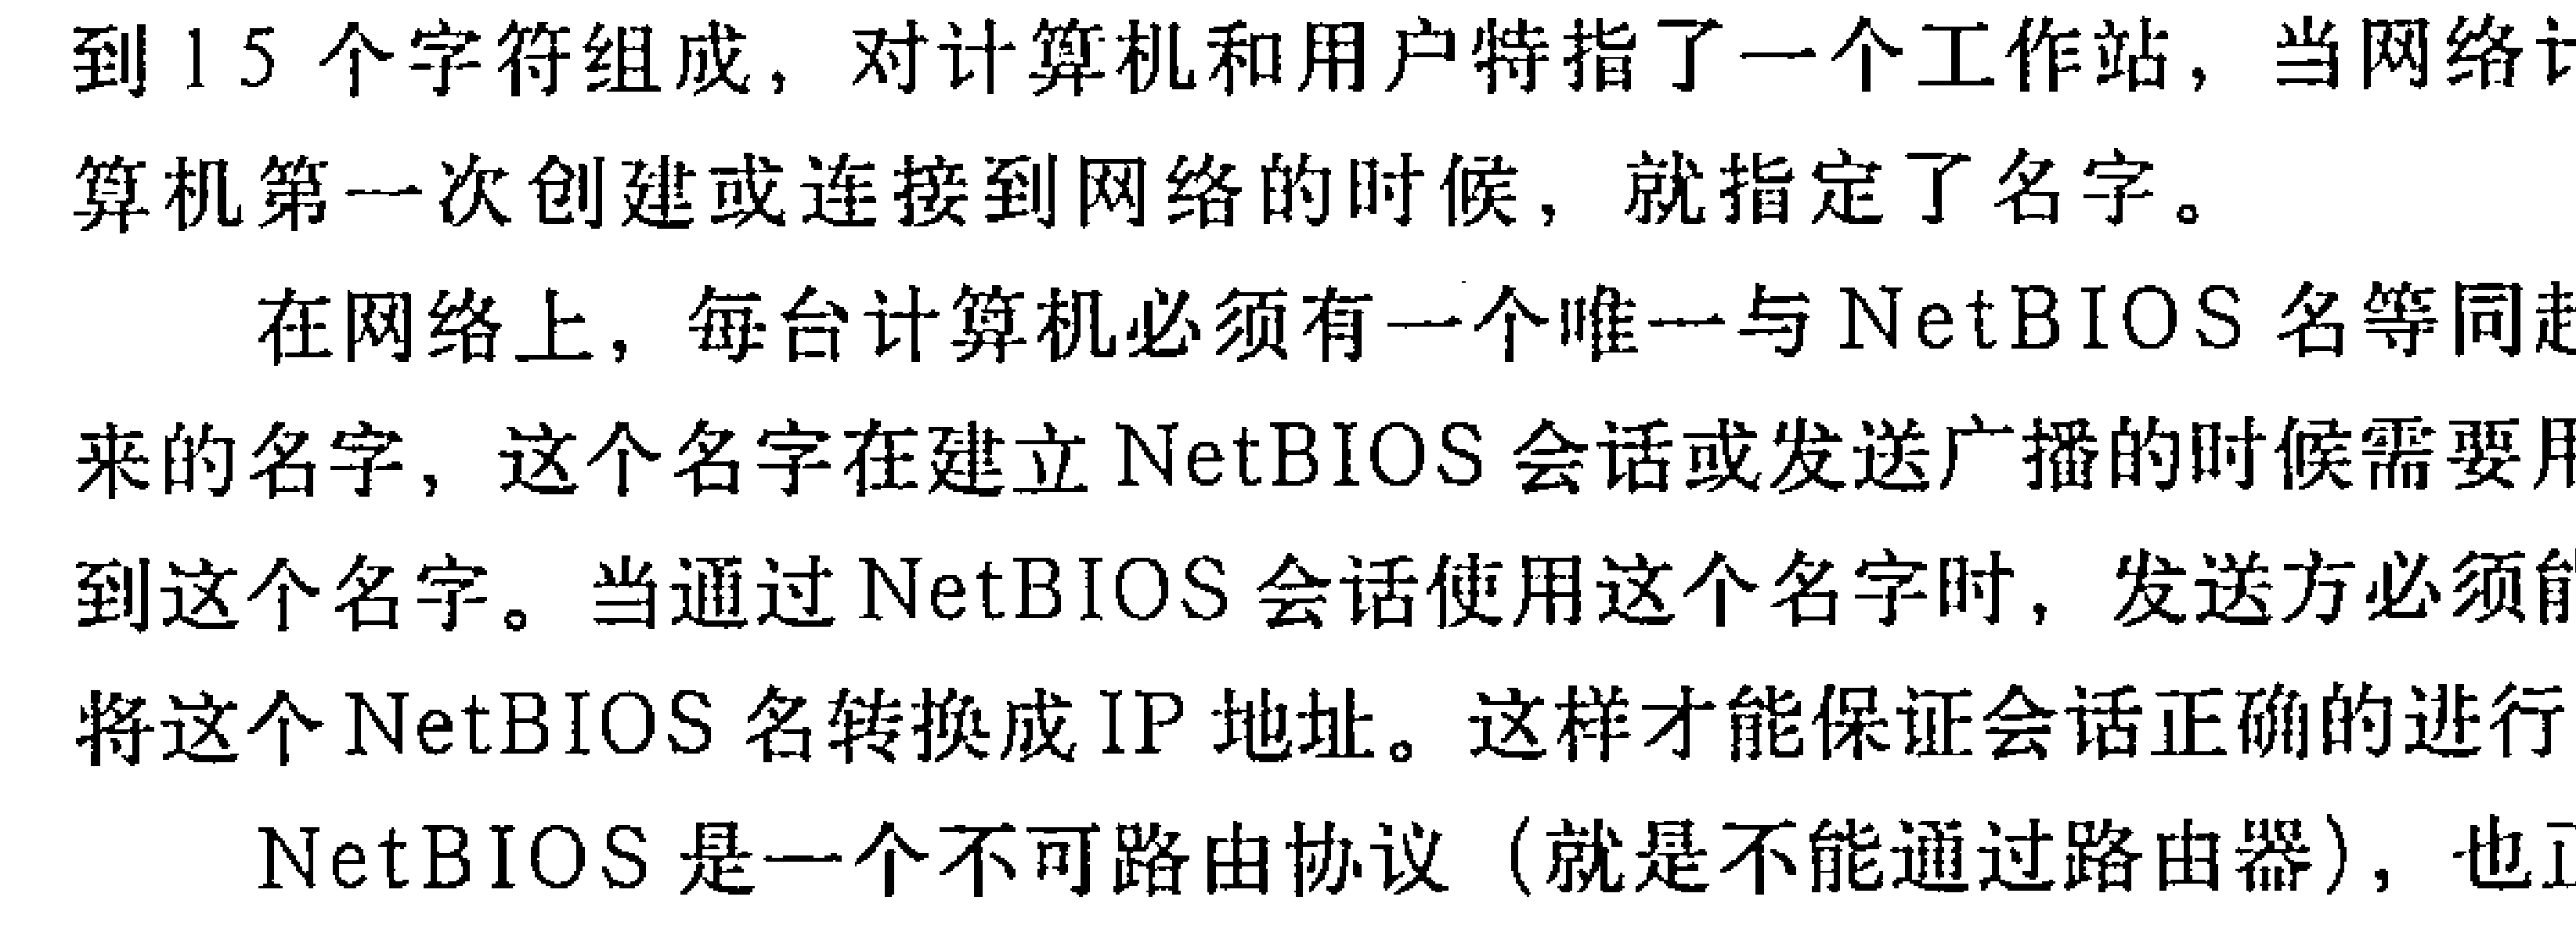 到15个字符组成，对计算机和用户特指了一个工作站，当网络计
算机第一次创建或连接到网络的时候，就指定了名字。
在网络上，每台计算机必须有一个唯一与NetBIOS名等同起
来的名字，这个名字在建立NetBIOS会话或发送广播的时候需要用
到这个名字。当通过NetBIOS会话使用这个名字时，发送方必须能
将这个NetBIOS名转换成IP地址。这样才能保证会话正确的进行
NetBIOS是一个不可路由协议（就是不能通过路由器），也正